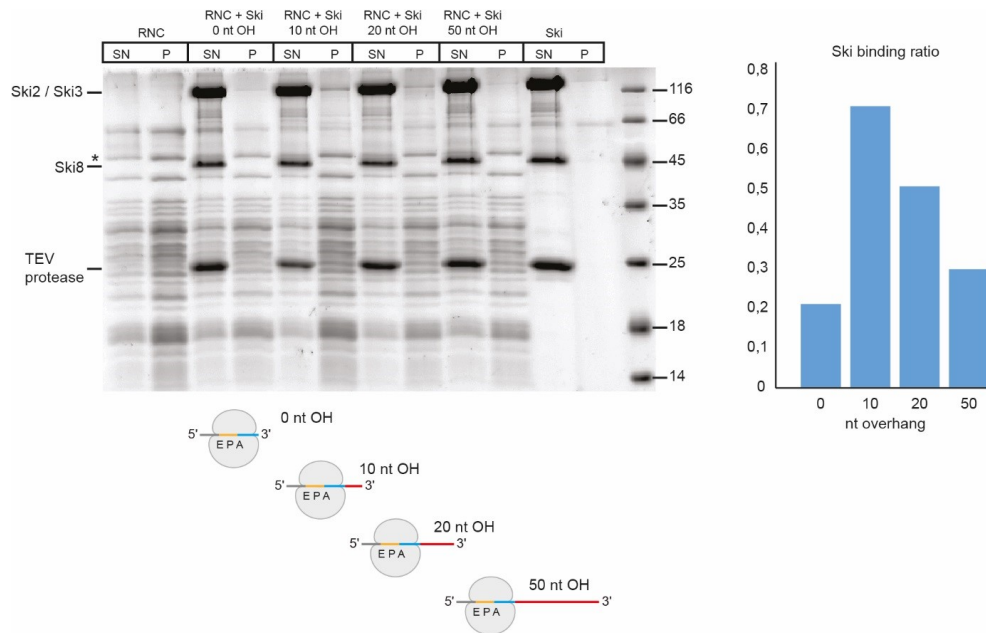 RNC
RNC + Ski
0 nt OH
RNC + Ski
10 nt OH
RNC + Ski
20 nt OH
RNC + Ski
50 nt OH
Ski
SN P SN P SN P SN P SN P SN P
Ski2 / Ski3
*
Ski8
TEV
protease
116
66
45
35
25
18
14
Ski binding ratio
0,8
0,7
0,6
0,5
0,4
0,3
0,2
0,1
0
0 10 20 50
nt overhang
0 nt OH
3'
E P A
10 nt OH
5' 3'
E P A
20 nt OH
5' 3'
E P A
50 nt OH
5' 3'
E P A